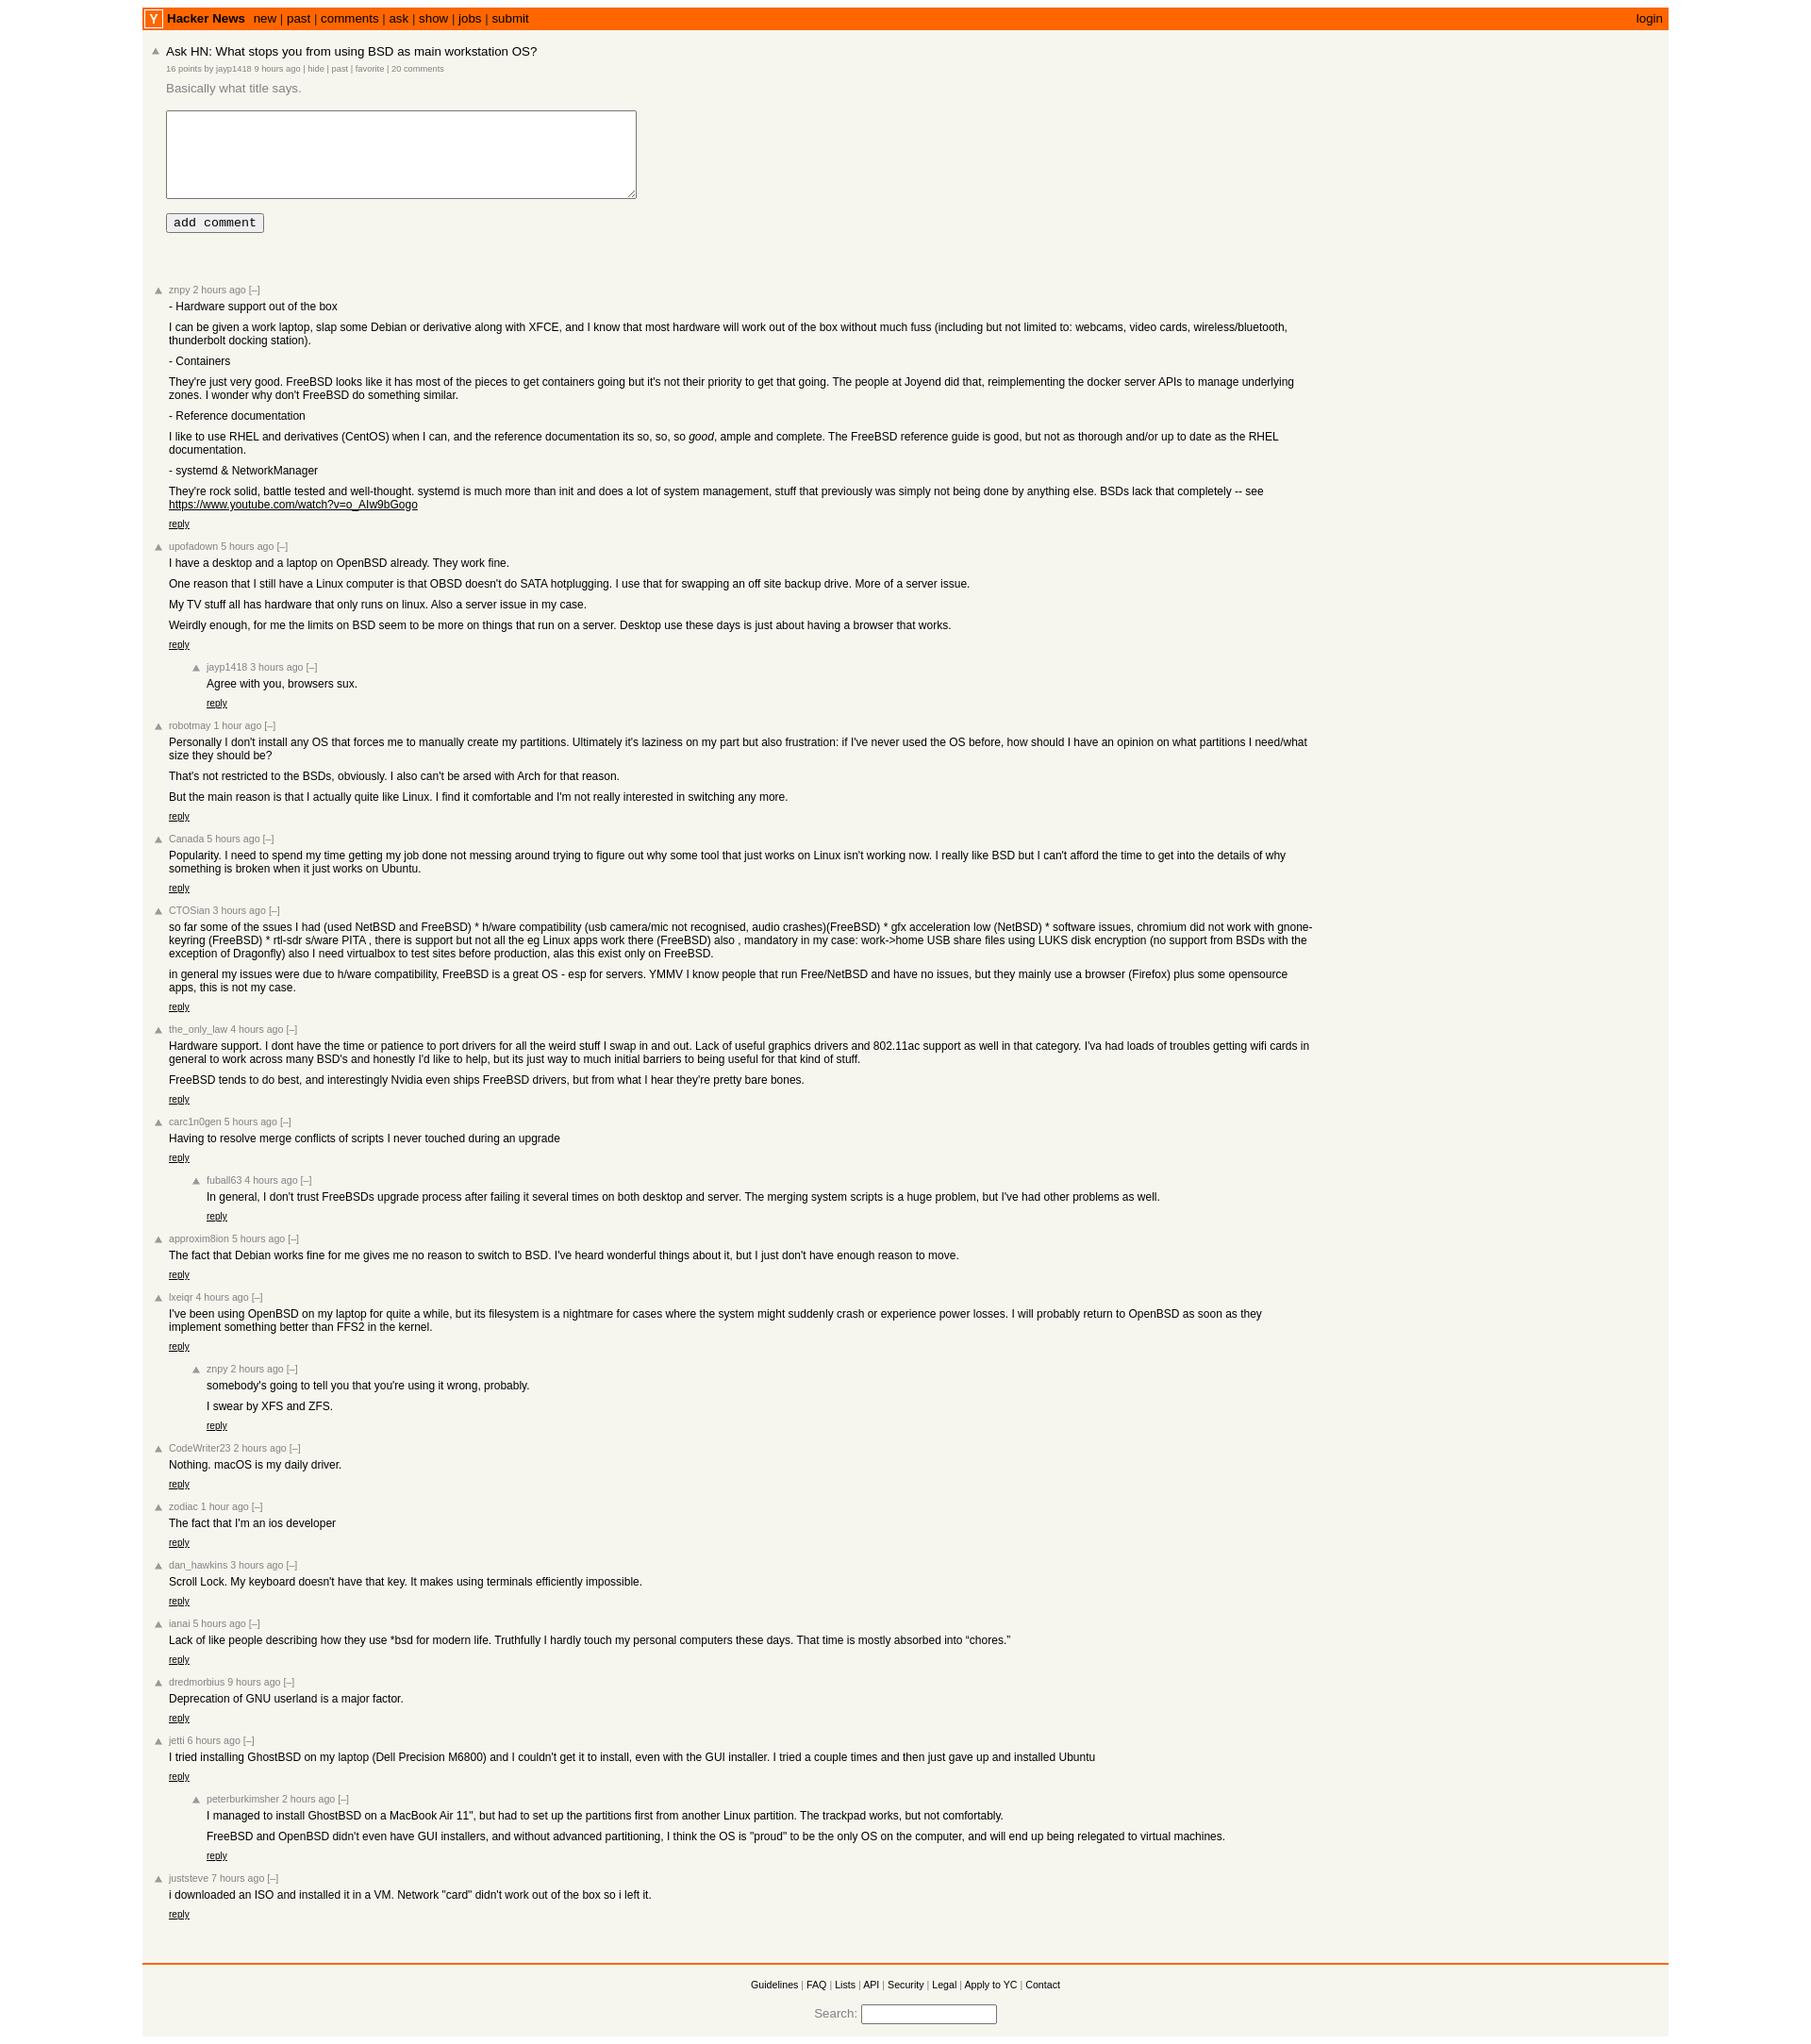 Y Hacker News new | past | comments | ask | show | jobs | submit login
Ask HN: What stops you from using BSD as main workstation OS?
16 points by jayp1418 9 hours ago | hide | past | favorite | 20 comments
Basically what title says.
add comment
znpy 2 hours ago [–]
- Hardware support out of the box
I can be given a work laptop, slap some Debian or derivative along with XFCE, and I know that most hardware will work out of the box without much fuss (including but not limited to: webcams, video cards, wireless/bluetooth,
thunderbolt docking station).
- Containers
They're just very good. FreeBSD looks like it has most of the pieces to get containers going but it's not their priority to get that going. The people at Joyend did that, reimplementing the docker server APIs to manage underlying
zones. I wonder why don't FreeBSD do something similar.
- Reference documentation
I like to use RHEL and derivatives (CentOS) when I can, and the reference documentation its so, so, so good, ample and complete. The FreeBSD reference guide is good, but not as thorough and/or up to date as the RHEL
documentation.
- systemd & NetworkManager
They're rock solid, battle tested and well-thought. systemd is much more than init and does a lot of system management, stuff that previously was simply not being done by anything else. BSDs lack that completely -- see
https://www.youtube.com/watch?v=o_AIw9bGogo
reply
upofadown 5 hours ago [–]
I have a desktop and a laptop on OpenBSD already. They work fine.
One reason that I still have a Linux computer is that OBSD doesn't do SATA hotplugging. I use that for swapping an off site backup drive. More of a server issue.
My TV stuff all has hardware that only runs on linux. Also a server issue in my case.
Weirdly enough, for me the limits on BSD seem to be more on things that run on a server. Desktop use these days is just about having a browser that works.
reply
jayp1418 3 hours ago [–]
Agree with you, browsers sux.
reply
robotmay 1 hour ago [–]
Personally I don't install any OS that forces me to manually create my partitions. Ultimately it's laziness on my part but also frustration: if I've never used the OS before, how should I have an opinion on what partitions I need/what
size they should be?
That's not restricted to the BSDs, obviously. I also can't be arsed with Arch for that reason.
But the main reason is that I actually quite like Linux. I find it comfortable and I'm not really interested in switching any more.
reply
Canada 5 hours ago [–]
Popularity. I need to spend my time getting my job done not messing around trying to figure out why some tool that just works on Linux isn't working now. I really like BSD but I can't afford the time to get into the details of why
something is broken when it just works on Ubuntu.
reply
CTOSian 3 hours ago [–]
so far some of the ssues I had (used NetBSD and FreeBSD) * h/ware compatibility (usb camera/mic not recognised, audio crashes)(FreeBSD) * gfx acceleration low (NetBSD) * software issues, chromium did not work with gnone-
keyring (FreeBSD) * rtl-sdr s/ware PITA , there is support but not all the eg Linux apps work there (FreeBSD) also , mandatory in my case: work->home USB share files using LUKS disk encryption (no support from BSDs with the
exception of Dragonfly) also I need virtualbox to test sites before production, alas this exist only on FreeBSD.
in general my issues were due to h/ware compatibility, FreeBSD is a great OS - esp for servers. YMMV I know people that run Free/NetBSD and have no issues, but they mainly use a browser (Firefox) plus some opensource
apps, this is not my case.
reply
the_only_law 4 hours ago [–]
Hardware support. I dont have the time or patience to port drivers for all the weird stuff I swap in and out. Lack of useful graphics drivers and 802.11ac support as well in that category. I'va had loads of troubles getting wifi cards in
general to work across many BSD's and honestly I'd like to help, but its just way to much initial barriers to being useful for that kind of stuff.
FreeBSD tends to do best, and interestingly Nvidia even ships FreeBSD drivers, but from what I hear they're pretty bare bones.
reply
carc1n0gen 5 hours ago [–]
Having to resolve merge conflicts of scripts I never touched during an upgrade
reply
fuball63 4 hours ago [–]
In general, I don't trust FreeBSDs upgrade process after failing it several times on both desktop and server. The merging system scripts is a huge problem, but I've had other problems as well.
reply
approxim8ion 5 hours ago [–]
The fact that Debian works fine for me gives me no reason to switch to BSD. I've heard wonderful things about it, but I just don't have enough reason to move.
reply
lxeiqr 4 hours ago [–]
I've been using OpenBSD on my laptop for quite a while, but its filesystem is a nightmare for cases where the system might suddenly crash or experience power losses. I will probably return to OpenBSD as soon as they
implement something better than FFS2 in the kernel.
reply
znpy 2 hours ago [–]
somebody's going to tell you that you're using it wrong, probably.
I swear by XFS and ZFS.
reply
CodeWriter23 2 hours ago [–]
Nothing. macOS is my daily driver.
reply
zodiac 1 hour ago [–]
The fact that I'm an ios developer
reply
dan_hawkins 3 hours ago [–]
Scroll Lock. My keyboard doesn't have that key. It makes using terminals efficiently impossible.
reply
ianai 5 hours ago [–]
Lack of like people describing how they use *bsd for modern life. Truthfully I hardly touch my personal computers these days. That time is mostly absorbed into “chores.”
reply
dredmorbius 9 hours ago [–]
Deprecation of GNU userland is a major factor.
reply
jetti 6 hours ago [–]
I tried installing GhostBSD on my laptop (Dell Precision M6800) and I couldn't get it to install, even with the GUI installer. I tried a couple times and then just gave up and installed Ubuntu
reply
peterburkimsher 2 hours ago [–]
I managed to install GhostBSD on a MacBook Air 11", but had to set up the partitions first from another Linux partition. The trackpad works, but not comfortably.
FreeBSD and OpenBSD didn't even have GUI installers, and without advanced partitioning, I think the OS is "proud" to be the only OS on the computer, and will end up being relegated to virtual machines.
reply
juststeve 7 hours ago [–]
i downloaded an ISO and installed it in a VM. Network "card" didn't work out of the box so i left it.
reply
Guidelines | FAQ | Lists | API | Security | Legal | Apply to YC | Contact
Search: